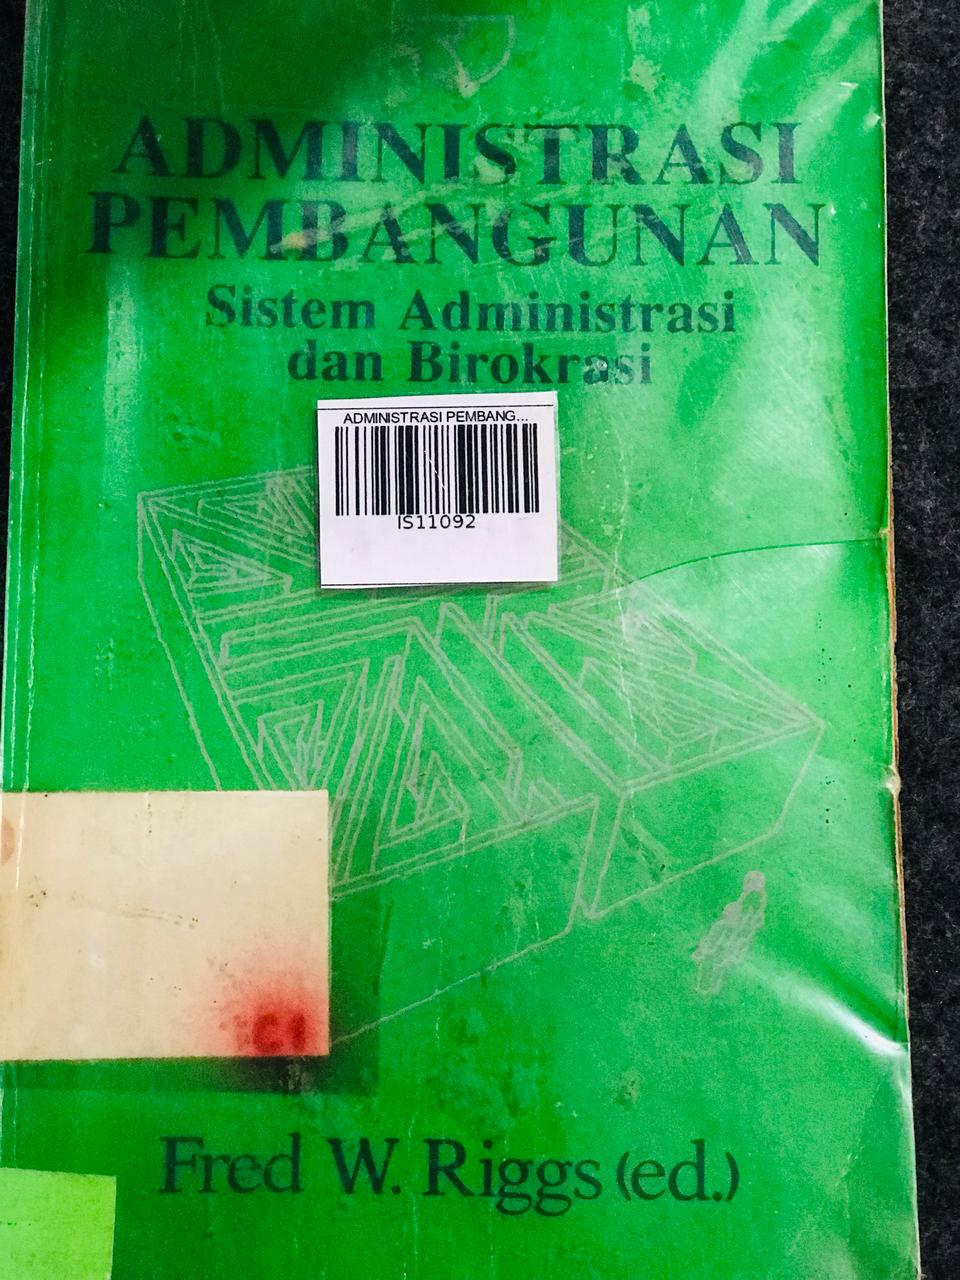 ADMINISTRASI
PEMBANGUNAN
Sistem Administrasi
dan Birokrasi
ADMINISTRASI PEMBANG...
IS11092
Fred W. Riggs (ed.)